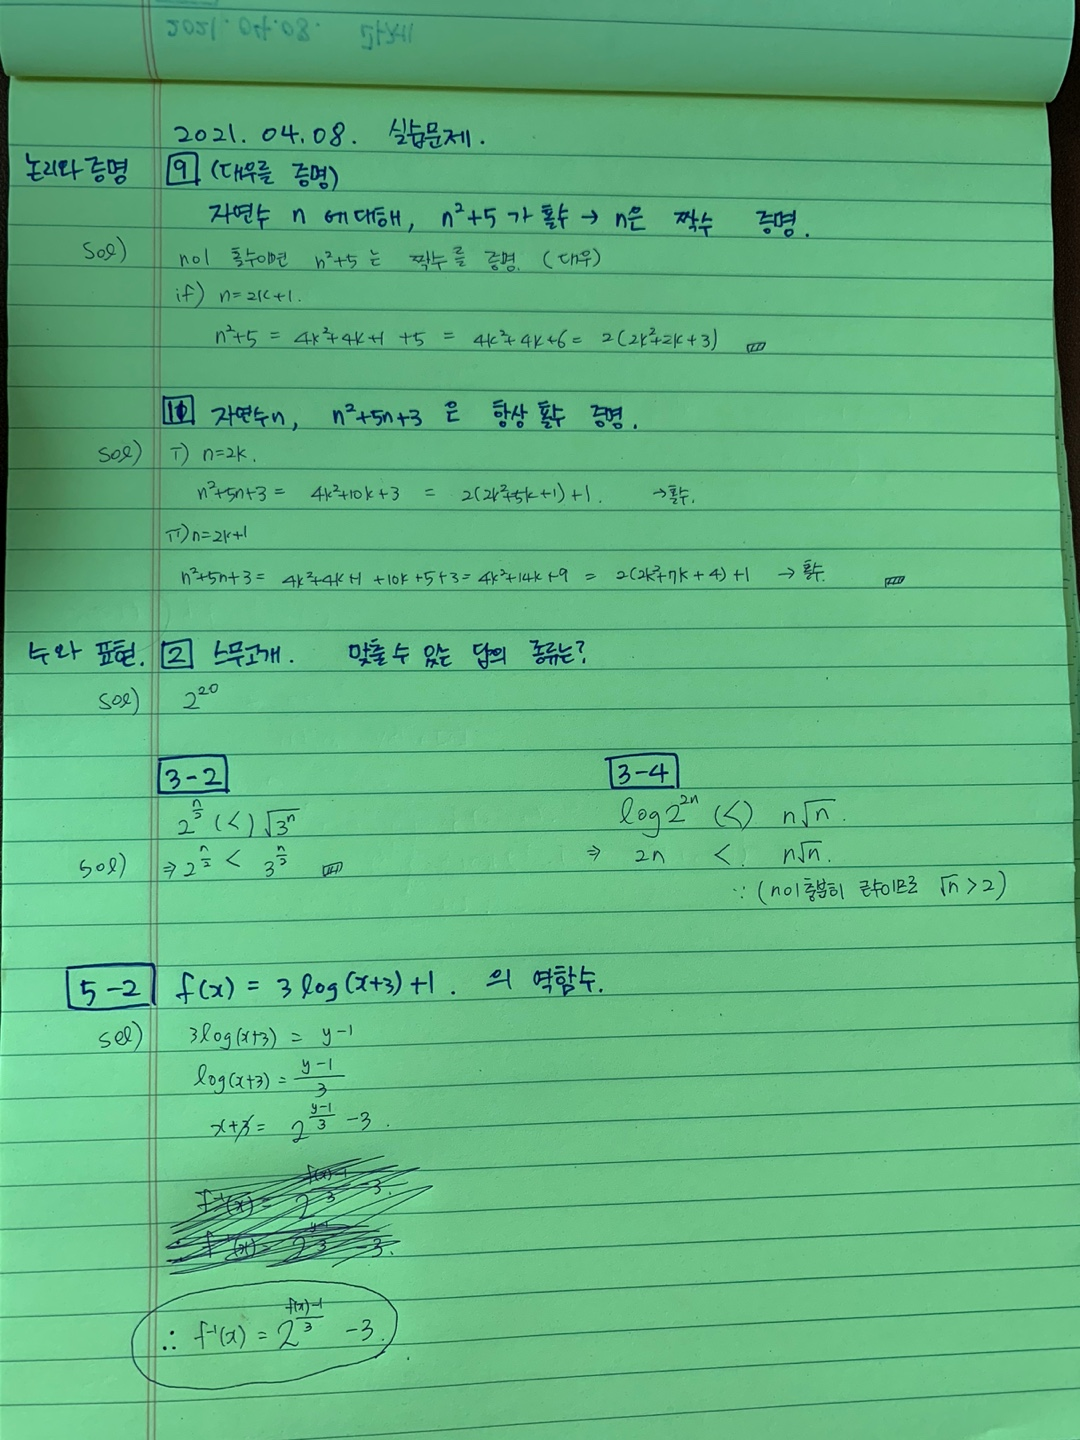 2021. 04. 08. 과제
2021. 04. 08. 실습문제.
논리와 증명 9 (대우를 증명)
자연수 n 에 대해, n²+5 가 홀수 → n은 짝수 증명.
sol) n이 홀수이면 n²+5 는 짝수를 증명. (대우)
if) n=2k+1.
n²+5 = 4k²+4k+1 +5 = 4k²+4k+6 = 2(2k²+2k+3)
자연수n, n²+5n+3 은 항상 홀수 증명.
sol) i) n=2k.
n²+5n+3 = 4k²+10k+3 = 2(2k²+5k+1)+1. →홀수.
ii) n=2k+1
n²+5n+3 = 4k²+4k+1 +10k+5+3 = 4k²+14k+9 = 2(2k²+7k+4)+1 → 홀수.
수와 표현. 2 스무고개. 맞출 수 있는 답의 종류는?
sol) 2²⁰
3-2 3-4
2^(n/2) (<) √3ⁿ log2²ⁿ (<) n√n.
sol) ⇒ 2^(n/2) < 3^(n/2) ⇒ 2n < n√n.
∵ (n이 충분히 큰수이므로 √n > 2)
5-2 f(x) = 3 log(x+3)+1. 의 역함수.
sol) 3log(x+3) = y-1
log(x+3) = (y-1)/3
x+3 = 2^((y-1)/3) -3.
∴ f⁻¹(x) = 2^((f(x)-1)/3) -3.